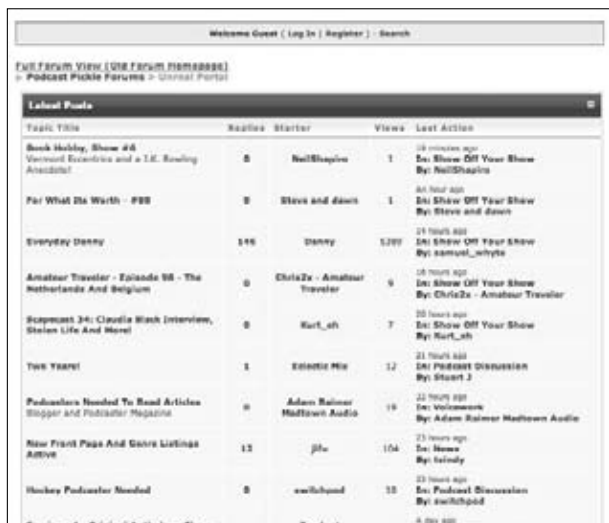 Welcome Guest ( Log In | Register ) - Search
Full Forum View (Old Forum Homepage)
> Podcast Pickle Forums > Unreal Portal
Latest Posts
Topic Title Replies Starter Views Last Action
Book Hobby, Show #6 0 NeilShapiro 1 18 minutes ago
Vermont Eccentrics and a J.K. Rowling In: Show Off Your Show
Anecdote! By: NeilShapiro
An hour ago
For What Its Worth - #88 0 Steve and dawn 1 In: Show Off Your Show
By: Steve and dawn
14 hours ago
Everyday Danny 146 Danny In: Show Off Your Show
By: samuel_whyte
Amateur Traveler - Episode 98 - The 0 Chris2x - Amateur 9 16 hours ago
Netherlands And Belgium Traveler In: Show Off Your Show
By: Chris2x - Amateur Traveler
20 hours ago
Scapecast 34: Claudia Black Interview, 0 Kurt_eh 7 In: Show Off Your Show
Stolen Life And More! By: Kurt_eh
21 hours ago
Two Years! 1 Eclectic Mix 12 In: Podcast Discussion
By: Stuart J
Podcasters Needed To Read Articles 0 Adam Raimer 19 22 hours ago
Blogger and Podcaster Magazine Madtown Audio In: Voicework
By: Adam Raimer Madtown Audio
New Front Page And Genre Listings 13 104 23 hours ago
Active In: News
By:
23 hours ago
Hockey Podcaster Needed 0 switchpod In: Podcast Discussion
By: switchpod
A day ago